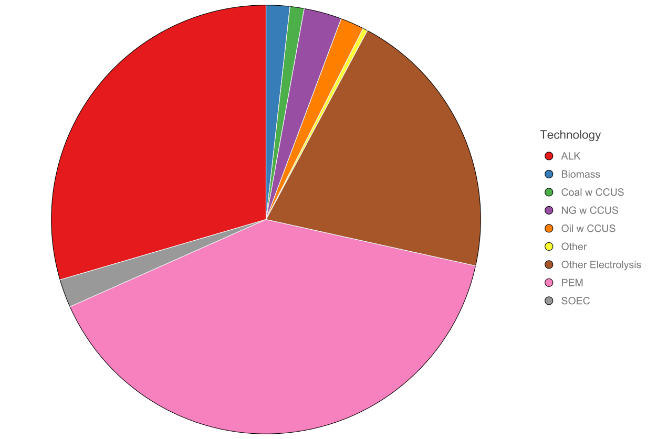 Technology
ALK
Biomass
Coal w CCUS
NG w CCUS
Oil w CCUS
Other
Other Electrolysis
PEM
SOEC